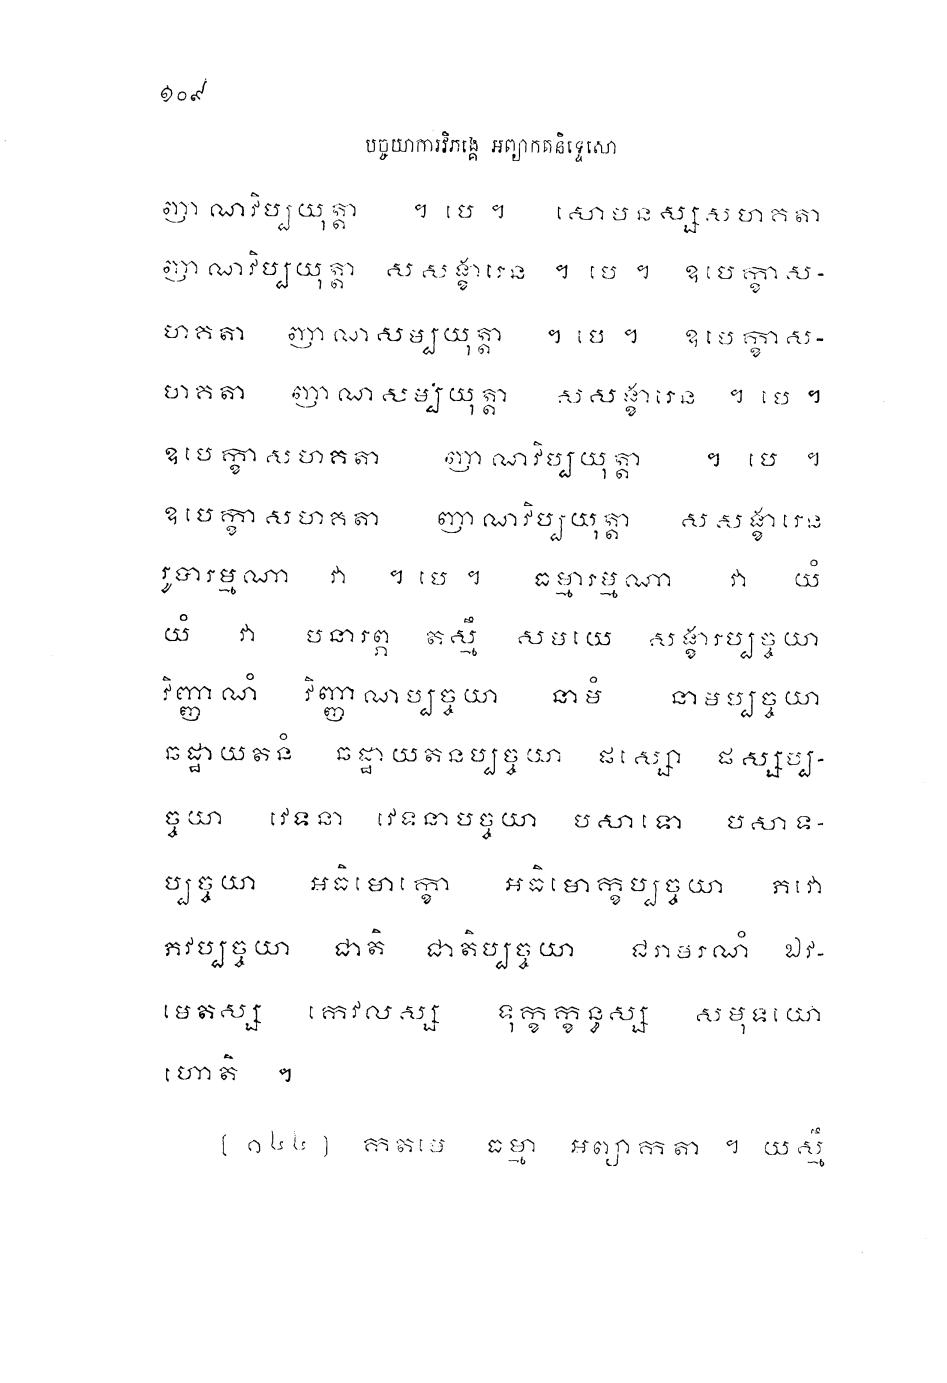 ១០៩
បច្ចយាការវិភង្គេ អព្យាកតនិទ្ទេសោ
ញាណវិប្បយុត្តា ។ បេ ។ សោមនស្សសហគតា
ញាណវិប្បយុត្តា សសង្ខារេន ។ បេ ។ ឧបេក្ខាស-
ហគតា ញាណសម្បយុត្តា ។ បេ ។ ឧបេក្ខាស-
ហគតា ញាណសម្បយុត្តា សសង្ខារេន ។ បេ ។
ឧបេក្ខាសហគតា ញាណវិប្បយុត្តា ។ បេ ។
ឧបេក្ខាសហគតា ញាណវិប្បយុត្តា សសង្ខារេន
រូបារម្មណា វា ។ បេ ។ ធម្មារម្មណា វា យំ
យំ វា បនារព្ភ តស្មឹ សមយេ សង្ខារប្បច្ចយា
វិញ្ញាណំ វិញ្ញាណប្បច្ចយា នាមំ នាមប្បច្ចយា
ឆដ្ឋាយតនំ ឆដ្ឋាយតនប្បច្ចយា ផស្សោ ផស្សប្ប-
ច្ចយា វេទនា វេទនាបច្ចយា បសាទោ បសាទ-
ប្បច្ចយា អធិមោក្ខោ អធិមោក្ខប្បច្ចយា ភវោ
ភវប្បច្ចយា ជាតិ ជាតិប្បច្ចយា ជរាមរណំ ឯវ-
មេតស្ស កេវលស្ស ទុក្ខក្ខន្ធស្ស សមុទយោ
ហោតិ ។
[ ១៤៤ ] កតមេ ធម្មា អព្យាកតា ។ យស្មឹ